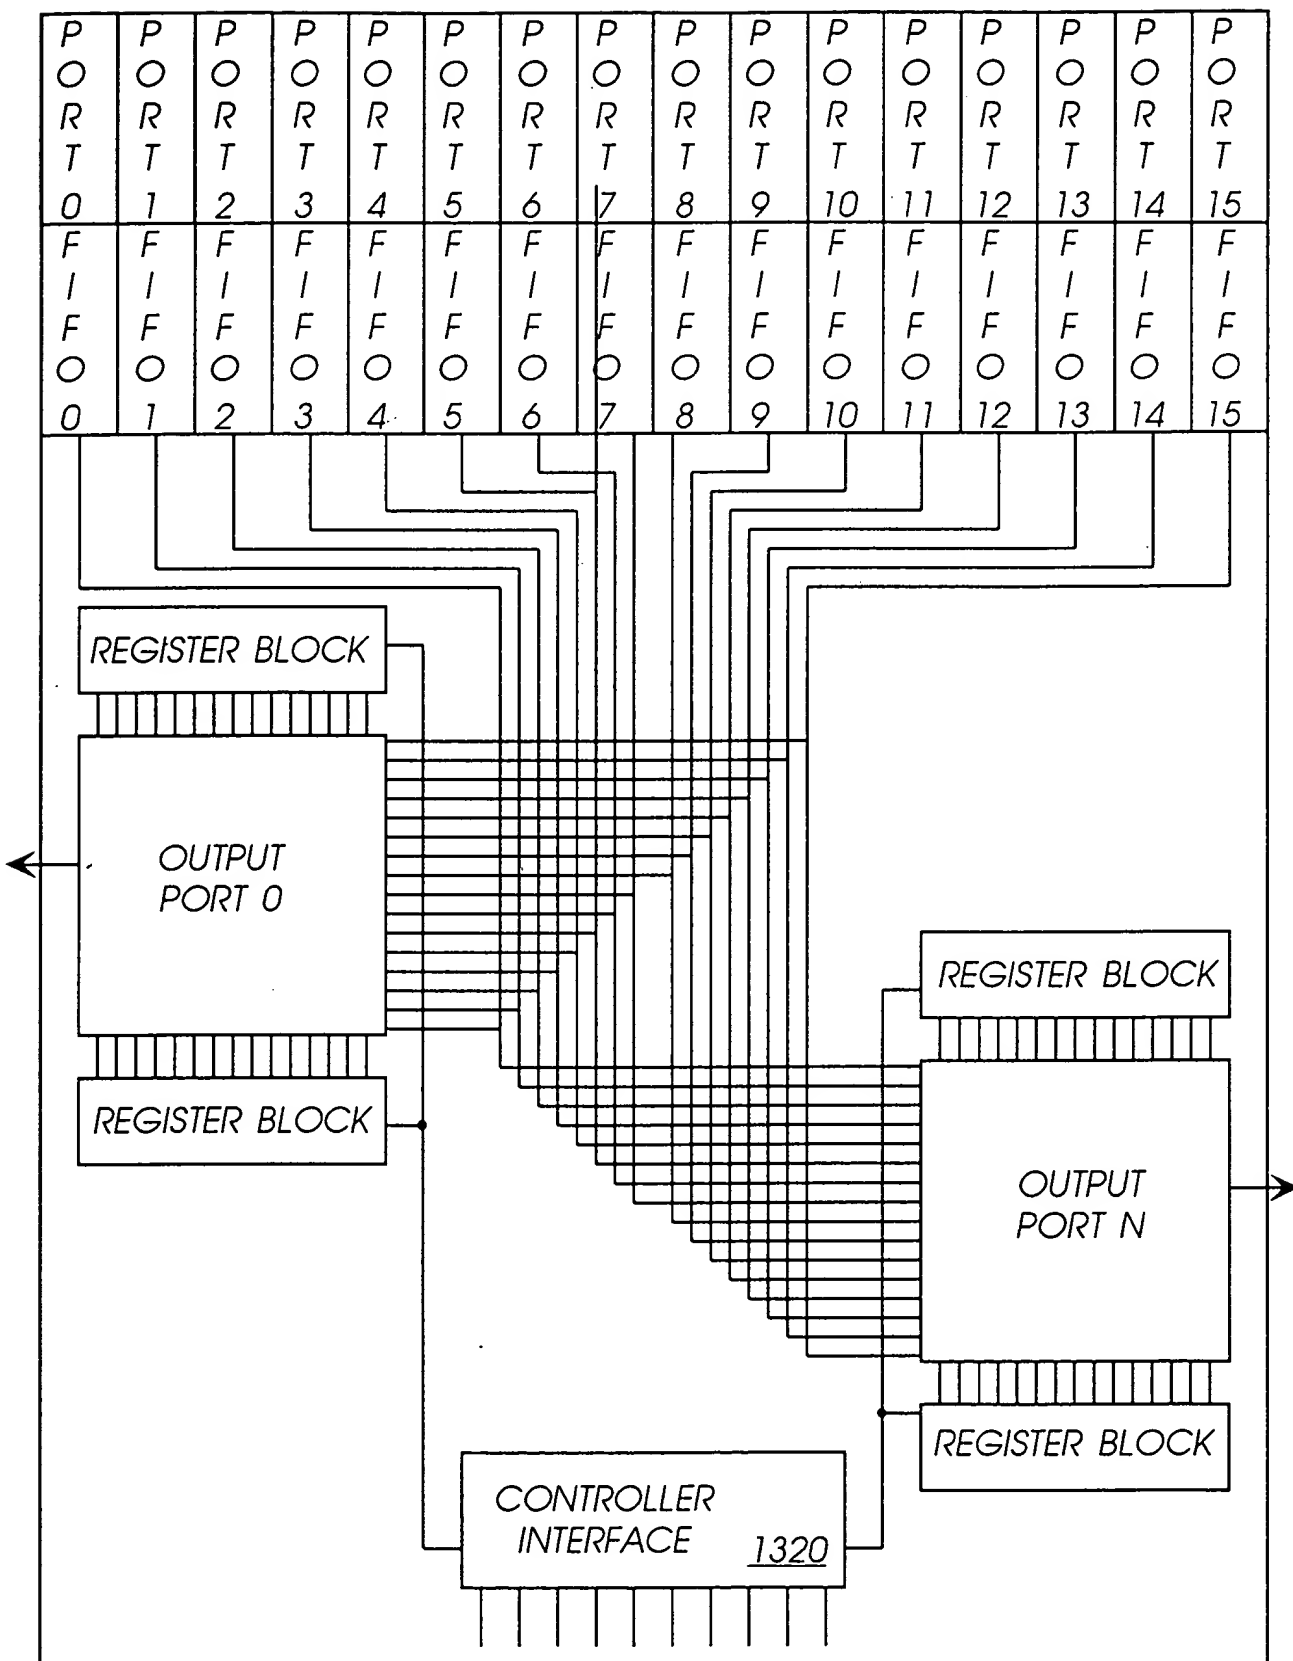 PORT 0
PORT 1
PORT 2
PORT 3
PORT 4
PORT 5
PORT 6
PORT 7
PORT 8
PORT 9
PORT 10
PORT 11
PORT 12
PORT 13
PORT 14
PORT 15
FIFO 0
FIFO 1
FIFO 2
FIFO 3
FIFO 4
FIFO 5
FIFO 6
FIFO 7
FIFO 8
FIFO 9
FIFO 10
FIFO 11
FIFO 12
FIFO 13
FIFO 14
FIFO 15
REGISTER BLOCK
OUTPUT
PORT 0
REGISTER BLOCK
REGISTER BLOCK
OUTPUT
PORT N
REGISTER BLOCK
CONTROLLER
INTERFACE 1320